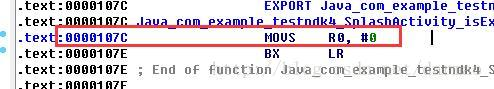 .text:0000107C EXPORT Java_com_example_testndk4_
.text:0000107C Java_com_example_testndk4_SplashActivity_isEx
.text:0000107C MOVS R0, #0
.text:0000107E BX LR
.text:0000107E ; End of function Java_com_example_testndk4_S